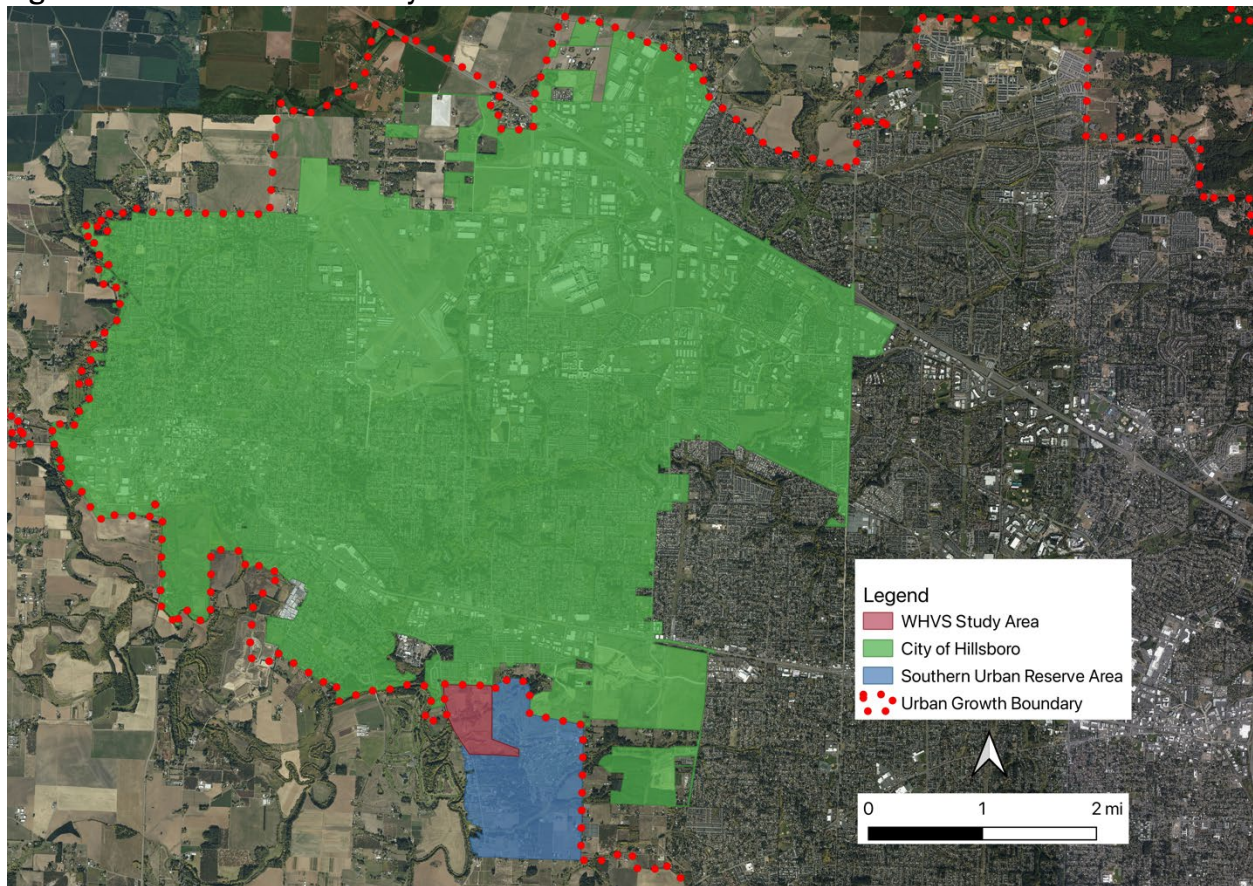 Legend
WHVS Study Area
City of Hillsboro
Southern Urban Reserve Area
Urban Growth Boundary
0 1 2 mi